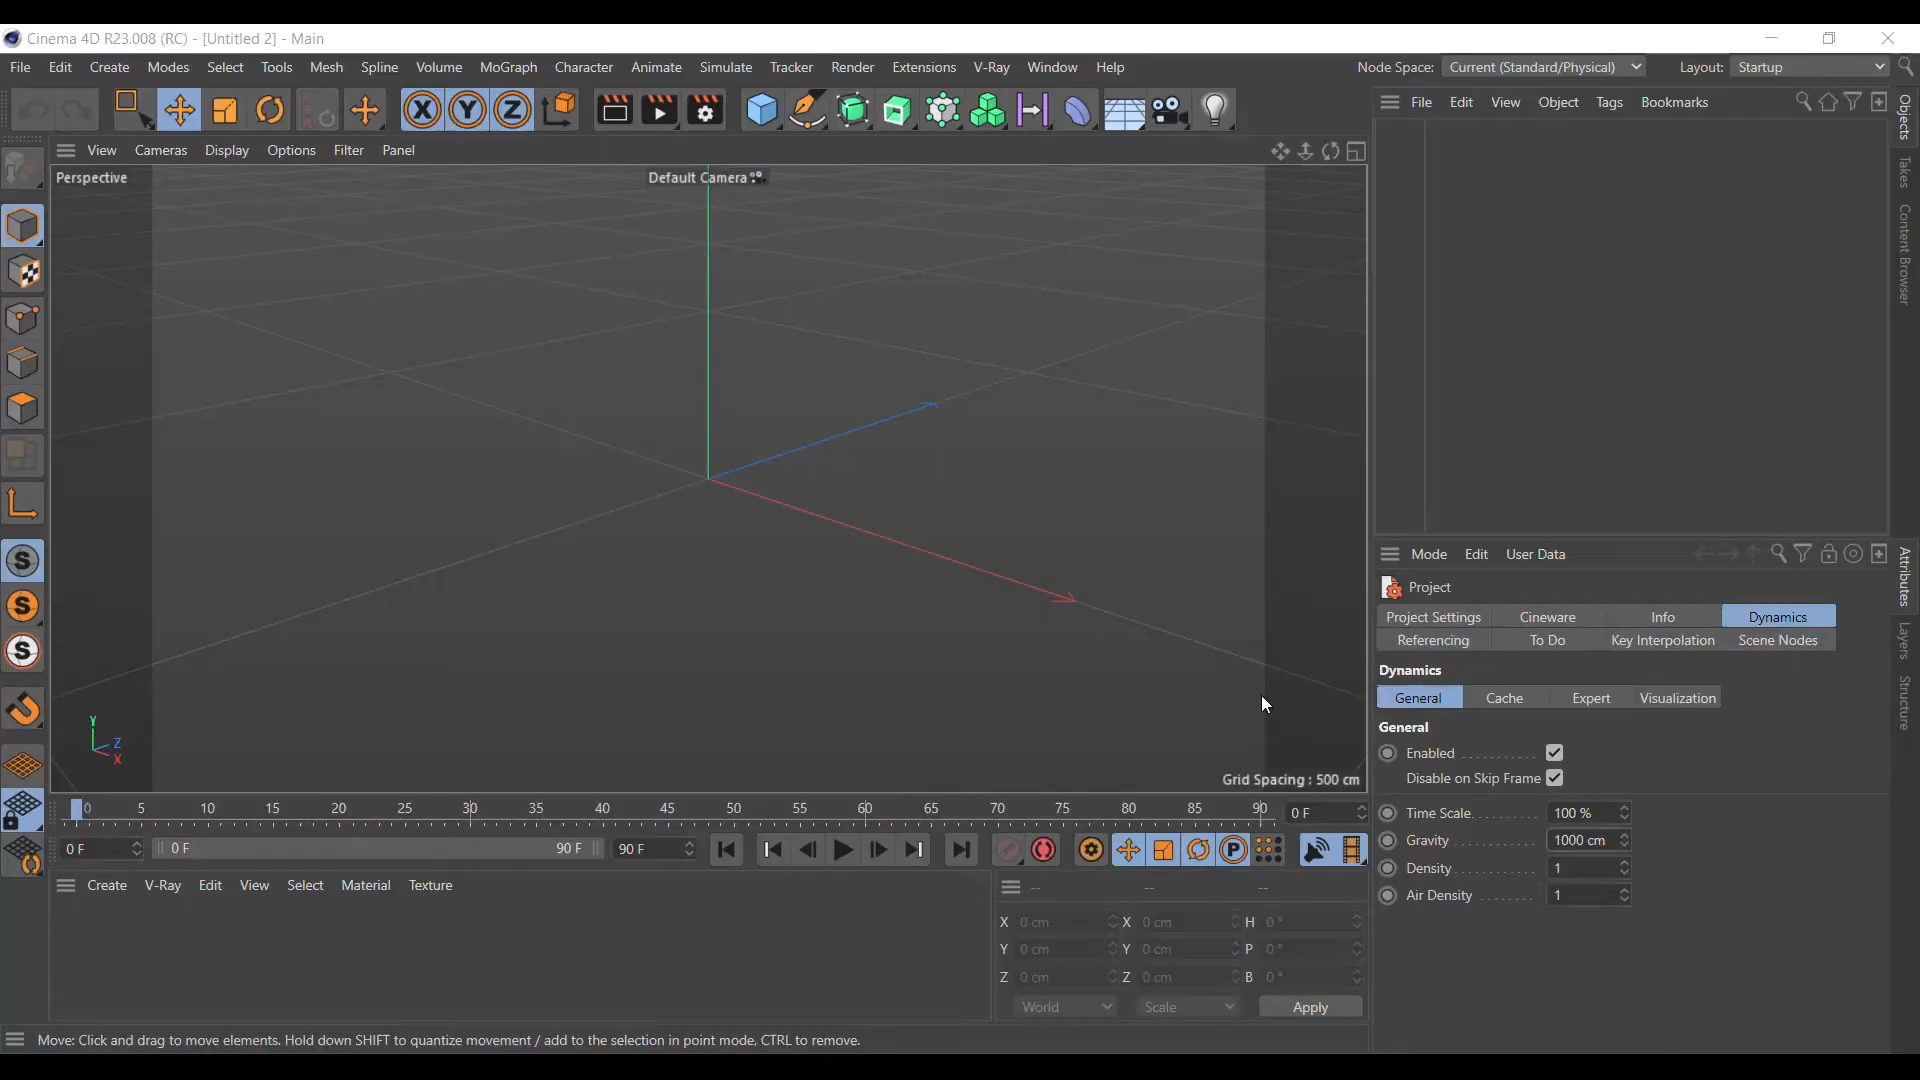 Cinema 4D R23.008 (RC) - [Untitled 2] - Main
File Edit Create Modes Select Tools Mesh Spline Volume MoGraph Character Animate Simulate Tracker Render Extensions V-Ray Window Help
Node Space: Current (Standard/Physical) Layout: Startup
X Y Z
File Edit View Object Tags Bookmarks
Objects
Takes
Content Browser
View Cameras Display Options Filter Panel
Perspective
Default Camera
S
S
S
Y
Z
X
Grid Spacing : 500 cm
Mode Edit User Data
Attributes
Layers
Structure
Project
Project Settings Cineware Info Dynamics
Referencing To Do Key Interpolation Scene Nodes
Dynamics
General Cache Expert Visualization
General
Enabled
Disable on Skip Frame
Time Scale 100 %
Gravity 1000 cm
Density 1
Air Density 1
0 5 10 15 20 25 30 35 40 45 50 55 60 65 70 75 80 85 90 0 F
0 F 0 F 90 F 90 F P
Create V-Ray Edit View Select Material Texture
-- -- --
X 0 cm X 0 cm H 0 °
Y 0 cm Y 0 cm P 0 °
Z 0 cm Z 0 cm B 0 °
World Scale Apply
Move: Click and drag to move elements. Hold down SHIFT to quantize movement / add to the selection in point mode, CTRL to remove.